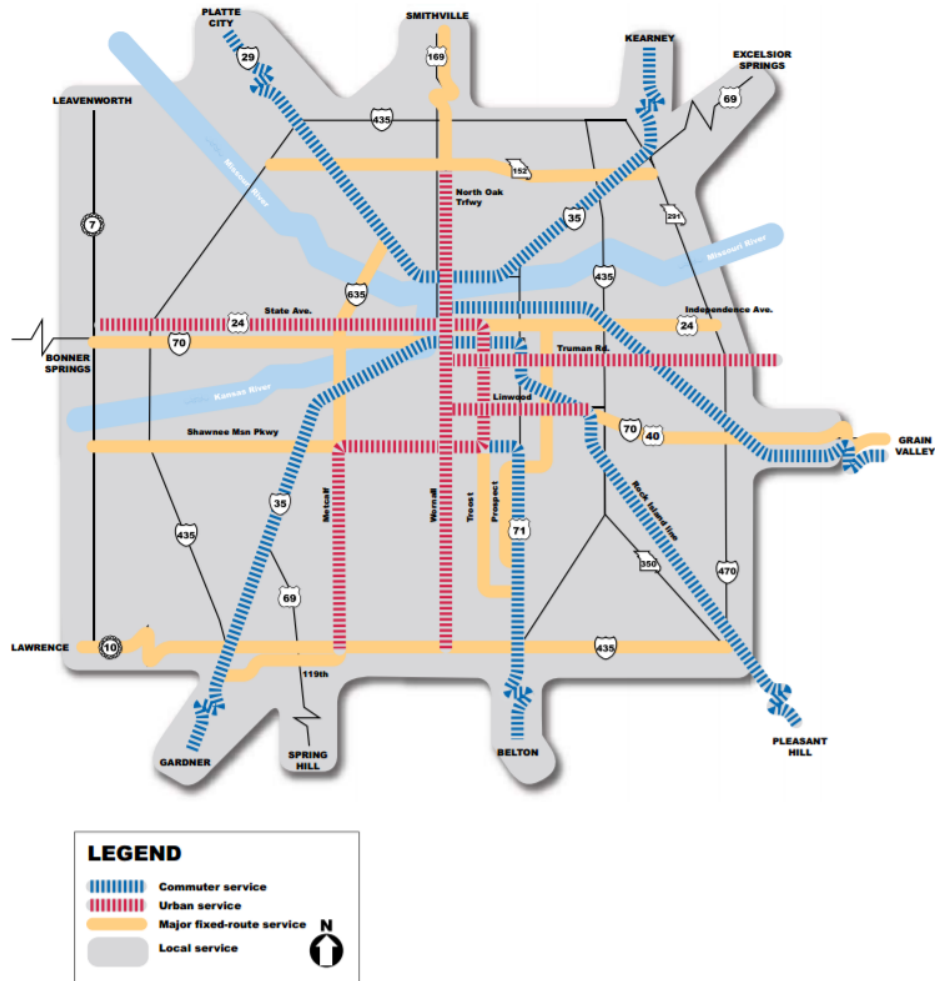 PLATTE
CITY
SMITHVILLE
KEARNEY
EXCELSIOR
SPRINGS
29
169
69
LEAVENWORTH
435
152
Missouri River
North Oak
Trfwy
35
291
7
Missouri River
435
635
State Ave.
Independence Ave.
24
24
70
BONNER
SPRINGS
Truman Rd.
Kansas River
Linwood
70
40
Shawnee Msn Pkwy
GRAIN
VALLEY
35
Metcalf
Wornall
Troost
Prospect
Rock Island line
71
435
350
470
69
LAWRENCE
10
435
119th
GARDNER
SPRING
HILL
BELTON
PLEASANT
HILL
LEGEND
Commuter service
Urban service
Major fixed-route service
N
Local service